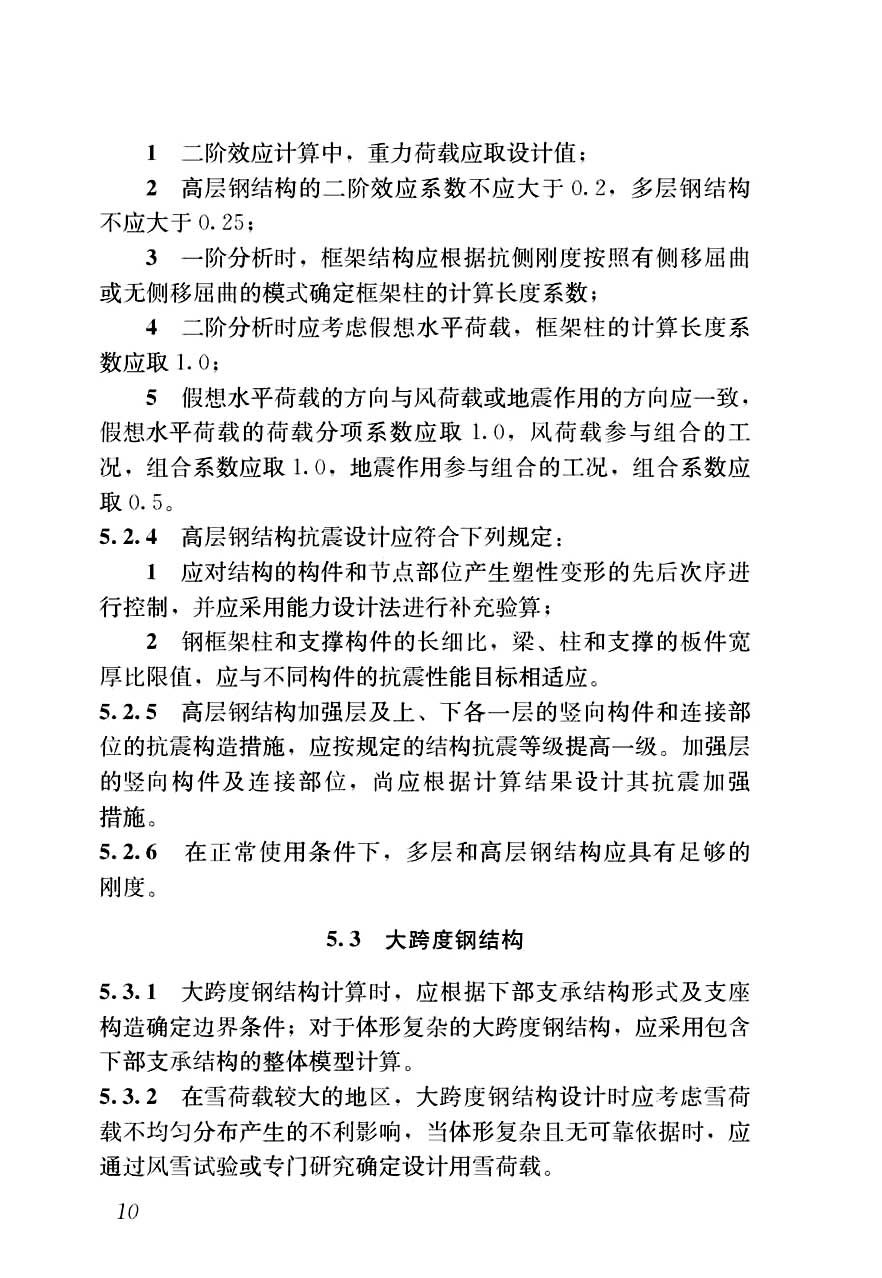 1 二阶效应计算中，重力荷载应取设计值；
2 高层钢结构的二阶效应系数不应大于 0.2，多层钢结构
不应大于 0.25；
3 一阶分析时，框架结构应根据抗侧刚度按照有侧移屈曲
或无侧移屈曲的模式确定框架柱的计算长度系数；
4 二阶分析时应考虑假想水平荷载，框架柱的计算长度系
数应取 1.0；
5 假想水平荷载的方向与风荷载或地震作用的方向应一致，
假想水平荷载的荷载分项系数应取 1.0，风荷载参与组合的工
况，组合系数应取 1.0，地震作用参与组合的工况，组合系数应
取 0.5。
5.2.4 高层钢结构抗震设计应符合下列规定：
1 应对结构的构件和节点部位产生塑性变形的先后次序进
行控制，并应采用能力设计法进行补充验算；
2 钢框架柱和支撑构件的长细比，梁、柱和支撑的板件宽
厚比限值，应与不同构件的抗震性能目标相适应。
5.2.5 高层钢结构加强层及上、下各一层的竖向构件和连接部
位的抗震构造措施，应按规定的结构抗震等级提高一级。加强层
的竖向构件及连接部位，尚应根据计算结果设计其抗震加强
措施。
5.2.6 在正常使用条件下，多层和高层钢结构应具有足够的
刚度。
5.3 大跨度钢结构
5.3.1 大跨度钢结构计算时，应根据下部支承结构形式及支座
构造确定边界条件；对于体形复杂的大跨度钢结构，应采用包含
下部支承结构的整体模型计算。
5.3.2 在雪荷载较大的地区，大跨度钢结构设计时应考虑雪荷
载不均匀分布产生的不利影响，当体形复杂且无可靠依据时，应
通过风雪试验或专门研究确定设计用雪荷载。
10